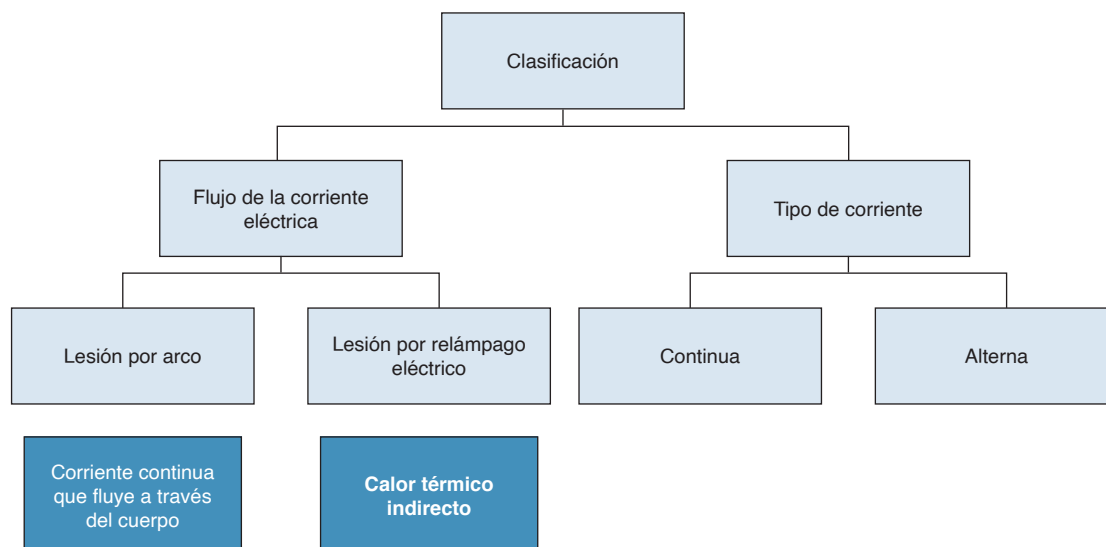 Clasificación
Flujo de la corriente
eléctrica
Tipo de corriente
Lesión por arco
Lesión por relámpago
eléctrico
Continua
Alterna
Corriente continua
que fluye a través
del cuerpo
Calor térmico
indirecto